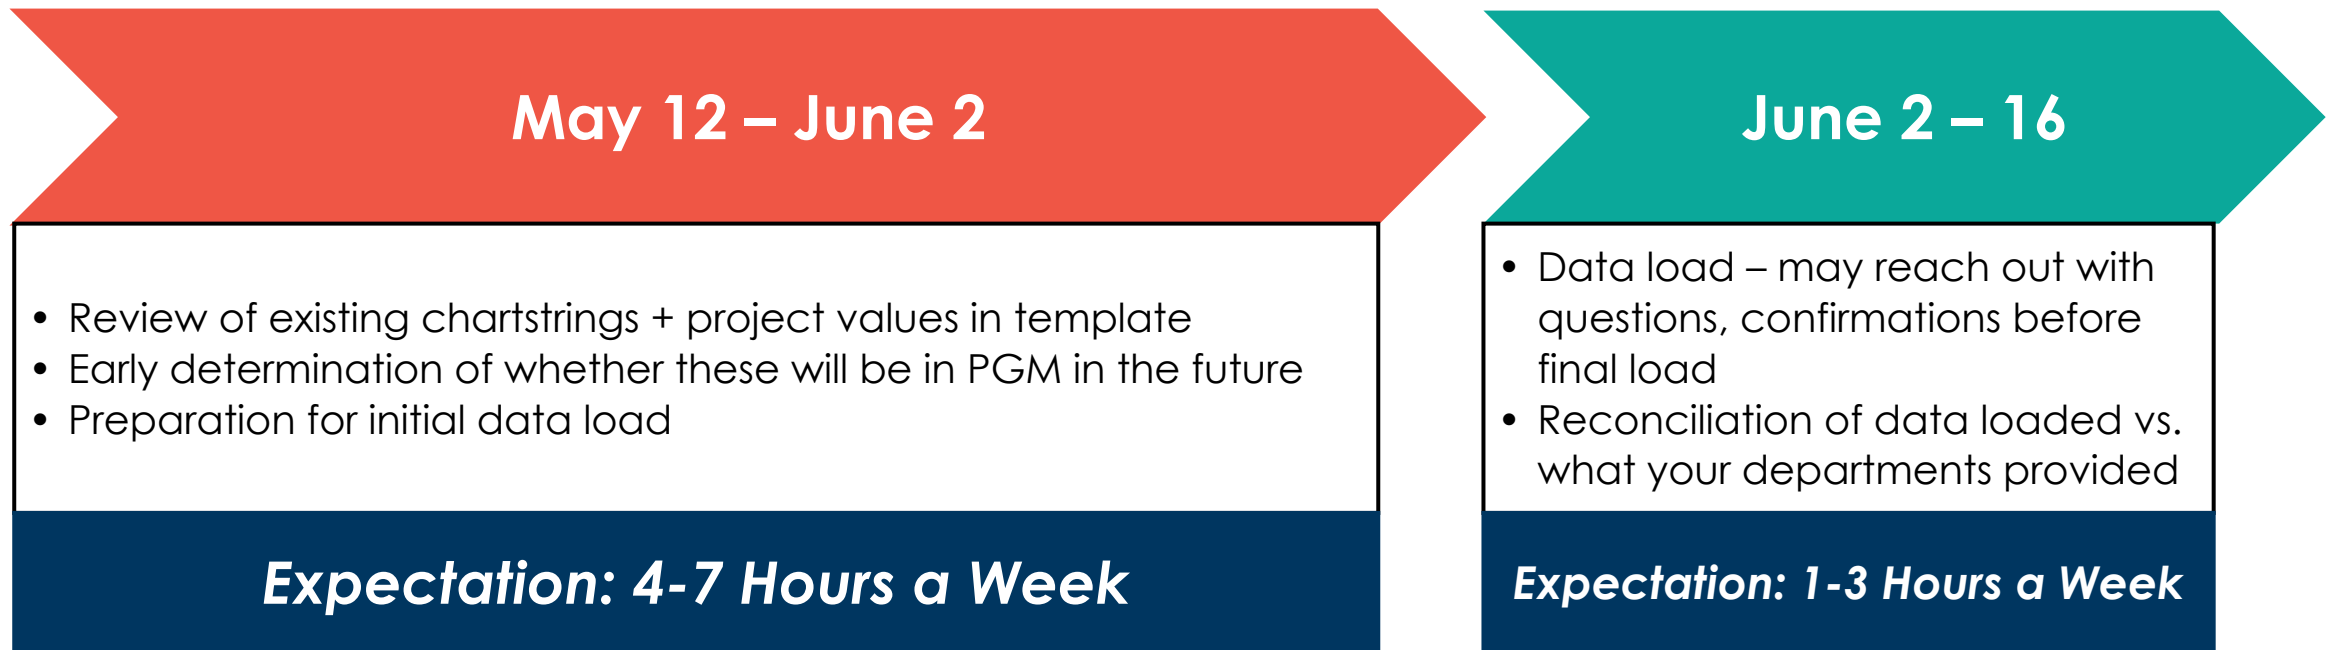 May 12 – June 2
• Review of existing chartstrings + project values in template
• Early determination of whether these will be in PGM in the future
• Preparation for initial data load
Expectation: 4-7 Hours a Week
June 2 – 16
• Data load – may reach out with
questions, confirmations before
final load
• Reconciliation of data loaded vs.
what your departments provided
Expectation: 1-3 Hours a Week